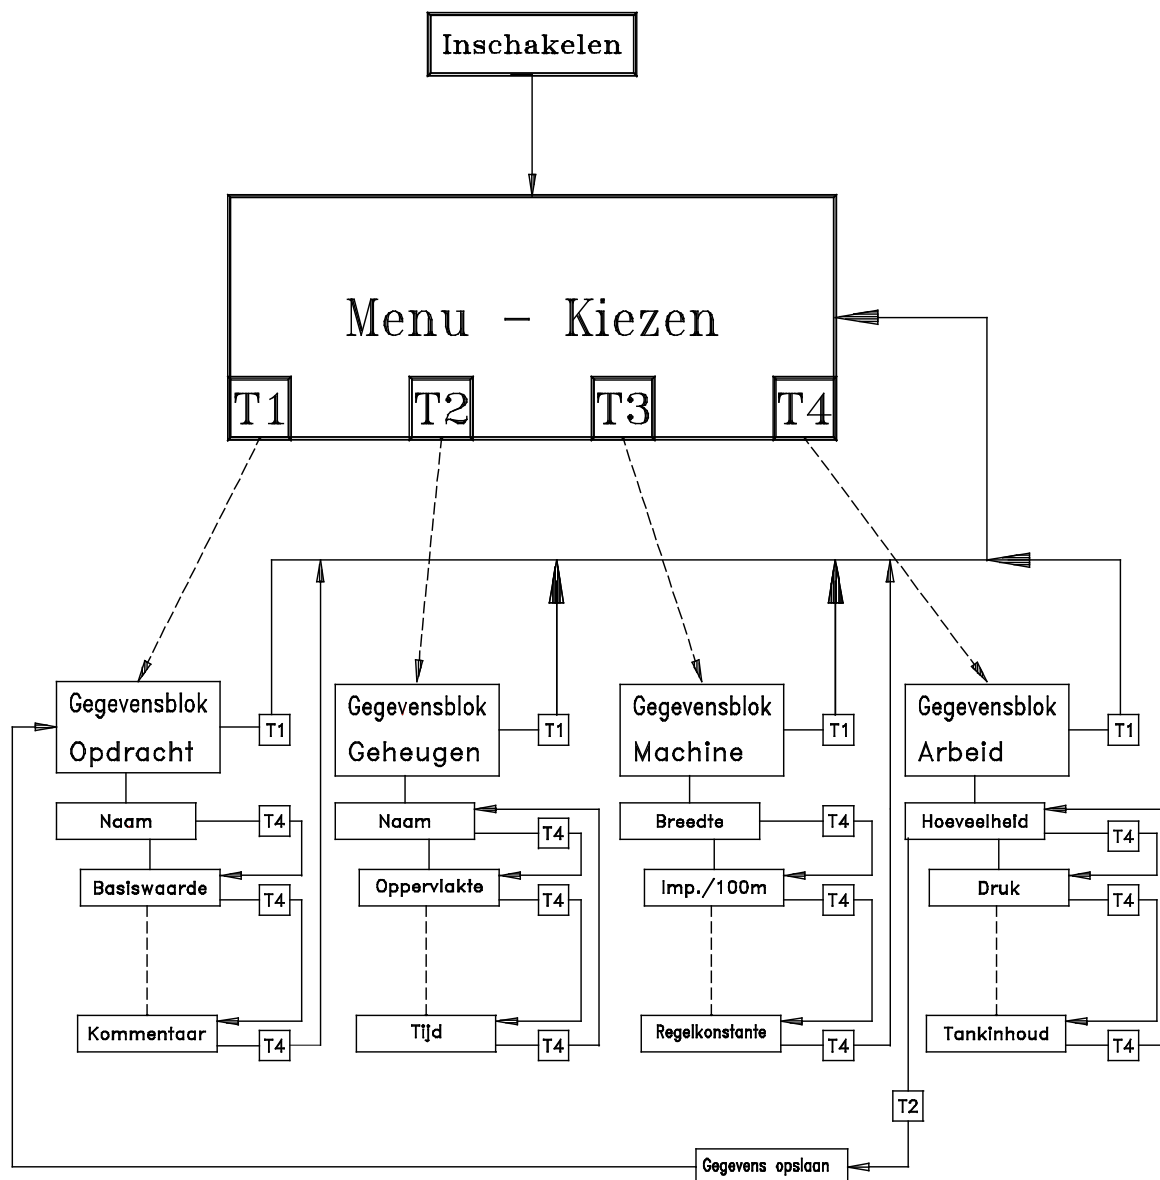 Inschakelen
Menu - Kiezen
T1 T2 T3 T4
Gegevensblok
Opdracht
T1
Naam
T4
Basiswaarde
T4
Kommentaar
T4
Gegevensblok
Geheugen
T1
Naam
T4
Oppervlakte
T4
Tijd
T4
Gegevensblok
Machine
T1
Breedte
T4
Imp./100m
T4
Regelkonstante
T4
Gegevensblok
Arbeid
T1
Hoeveelheid
T4
Druk
T4
Tankinhoud
T4
T2
Gegevens opslaan